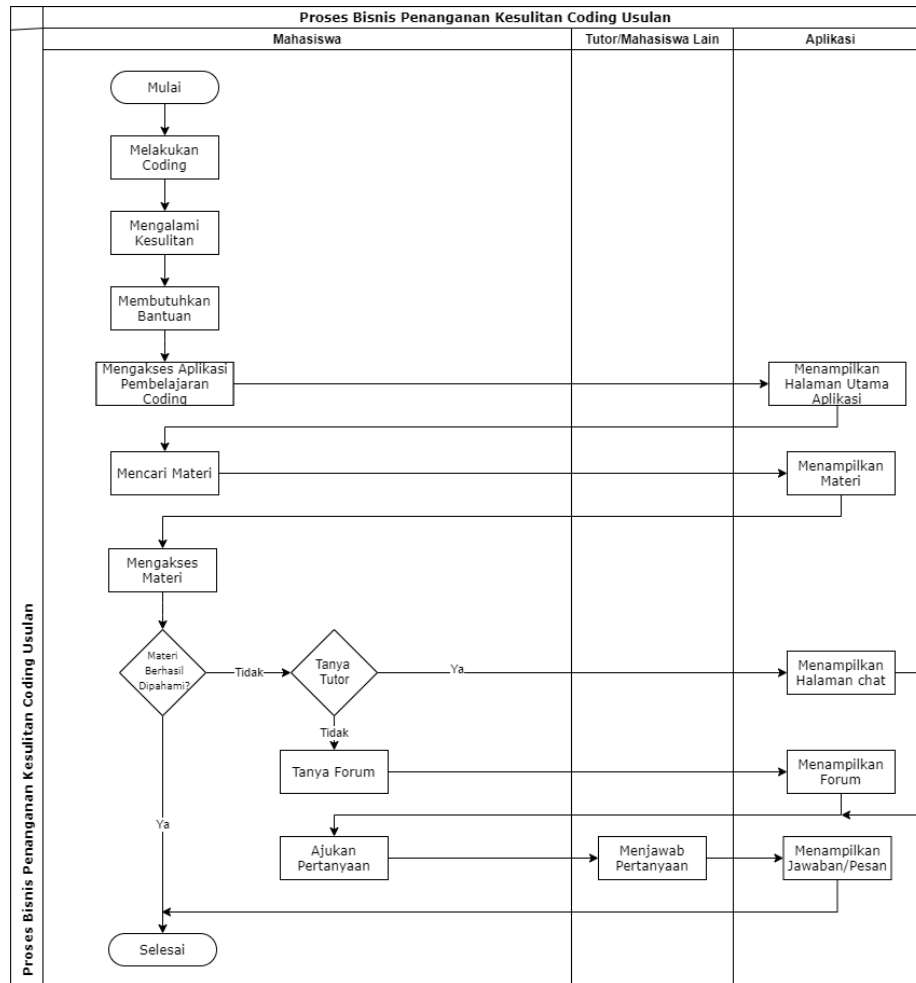 Proses Bisnis Penanganan Kesulitan Coding Usulan
Mahasiswa
Tutor/Mahasiswa Lain
Aplikasi
Proses Bisnis Penanganan Kesulitan Coding Usulan
Mulai
Melakukan
Coding
Mengalami
Kesulitan
Membutuhkan
Bantuan
Mengakses Aplikasi
Pembelajaran
Coding
Menampilkan
Halaman Utama
Aplikasi
Mencari Materi
Menampilkan
Materi
Mengakses
Materi
Materi
Berhasil
Dipahami?
Tidak
Tanya
Tutor
Ya
Menampilkan
Halaman chat
Tidak
Tanya Forum
Menampilkan
Forum
Ya
Ajukan
Pertanyaan
Menjawab
Pertanyaan
Menampilkan
Jawaban/Pesan
Selesai